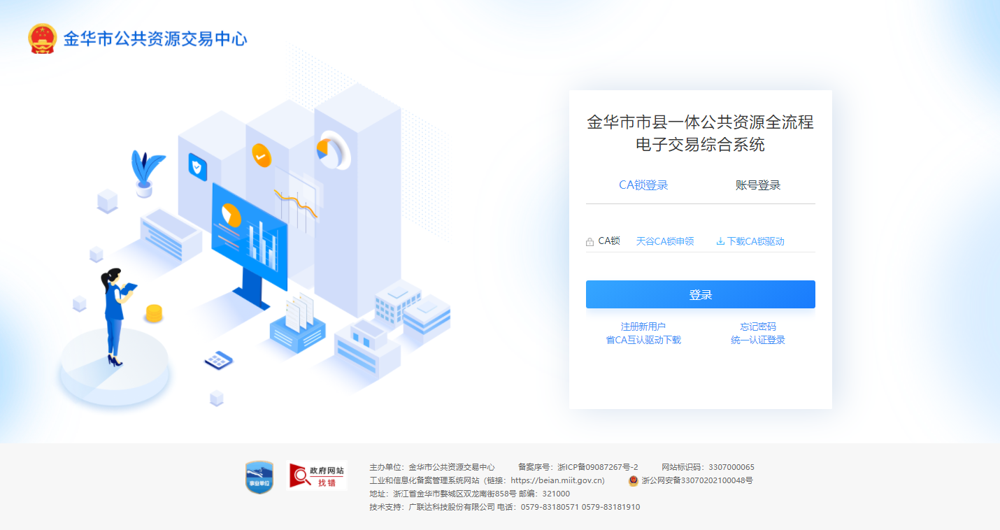 金华市公共资源交易中心
金华市市县一体公共资源全流程
电子交易综合系统
CA锁登录 账号登录
CA锁 天谷CA锁申领 下载CA锁驱动
登录
注册新用户 忘记密码
省CA互认驱动下载 统一认证登录
事业单位
政府网站
找错
主办单位：金华市公共资源交易中心 备案序号：浙ICP备09087267号-2 网站标识码：3307000065
工业和信息化备案管理系统网站（链接：https://beian.miit.gov.cn) 浙公网安备33070202100048号
地址：浙江省金华市婺城区双龙南街858号 邮编：321000
技术支持：广联达科技股份有限公司 电话：0579-83180571 0579-83181910